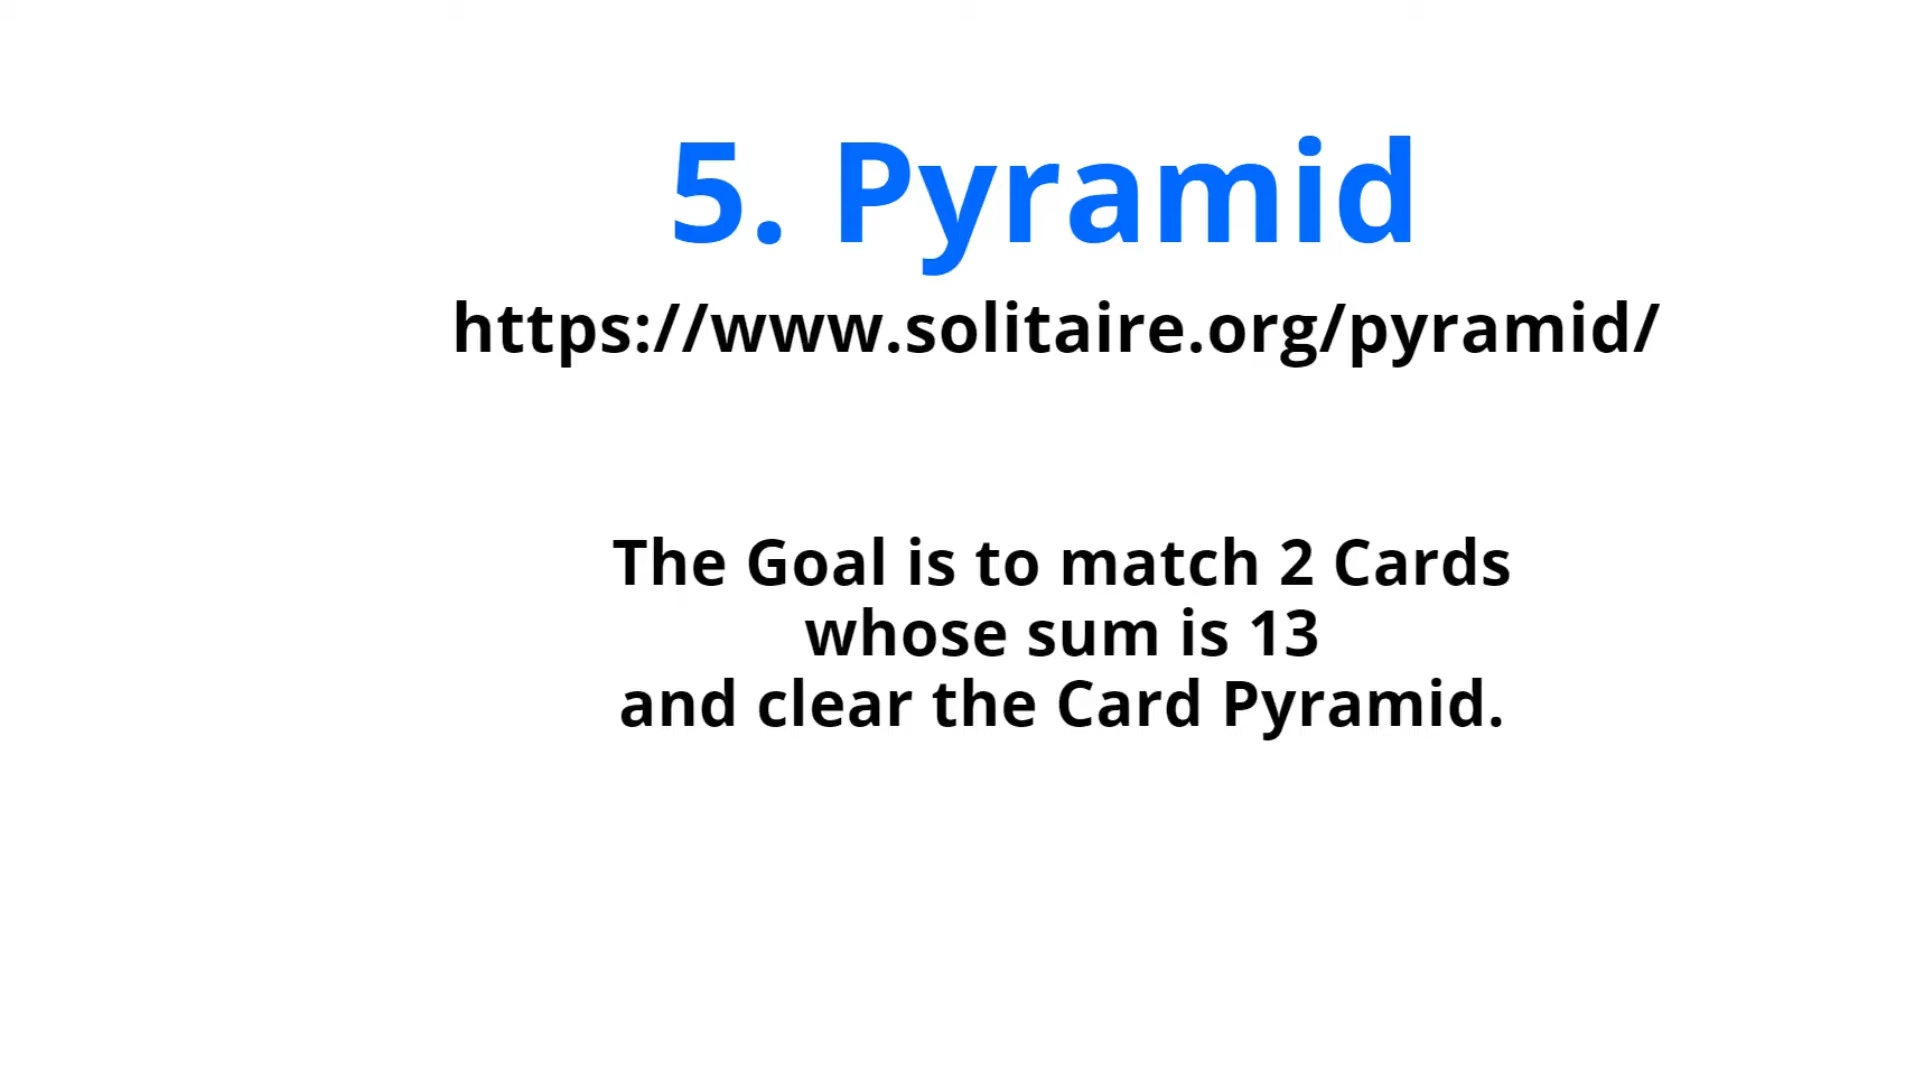 5. Pyramid
https://www.solitaire.org/pyramid/
The Goal is to match 2 Cards
whose sum is 13
and clear the Card Pyramid.